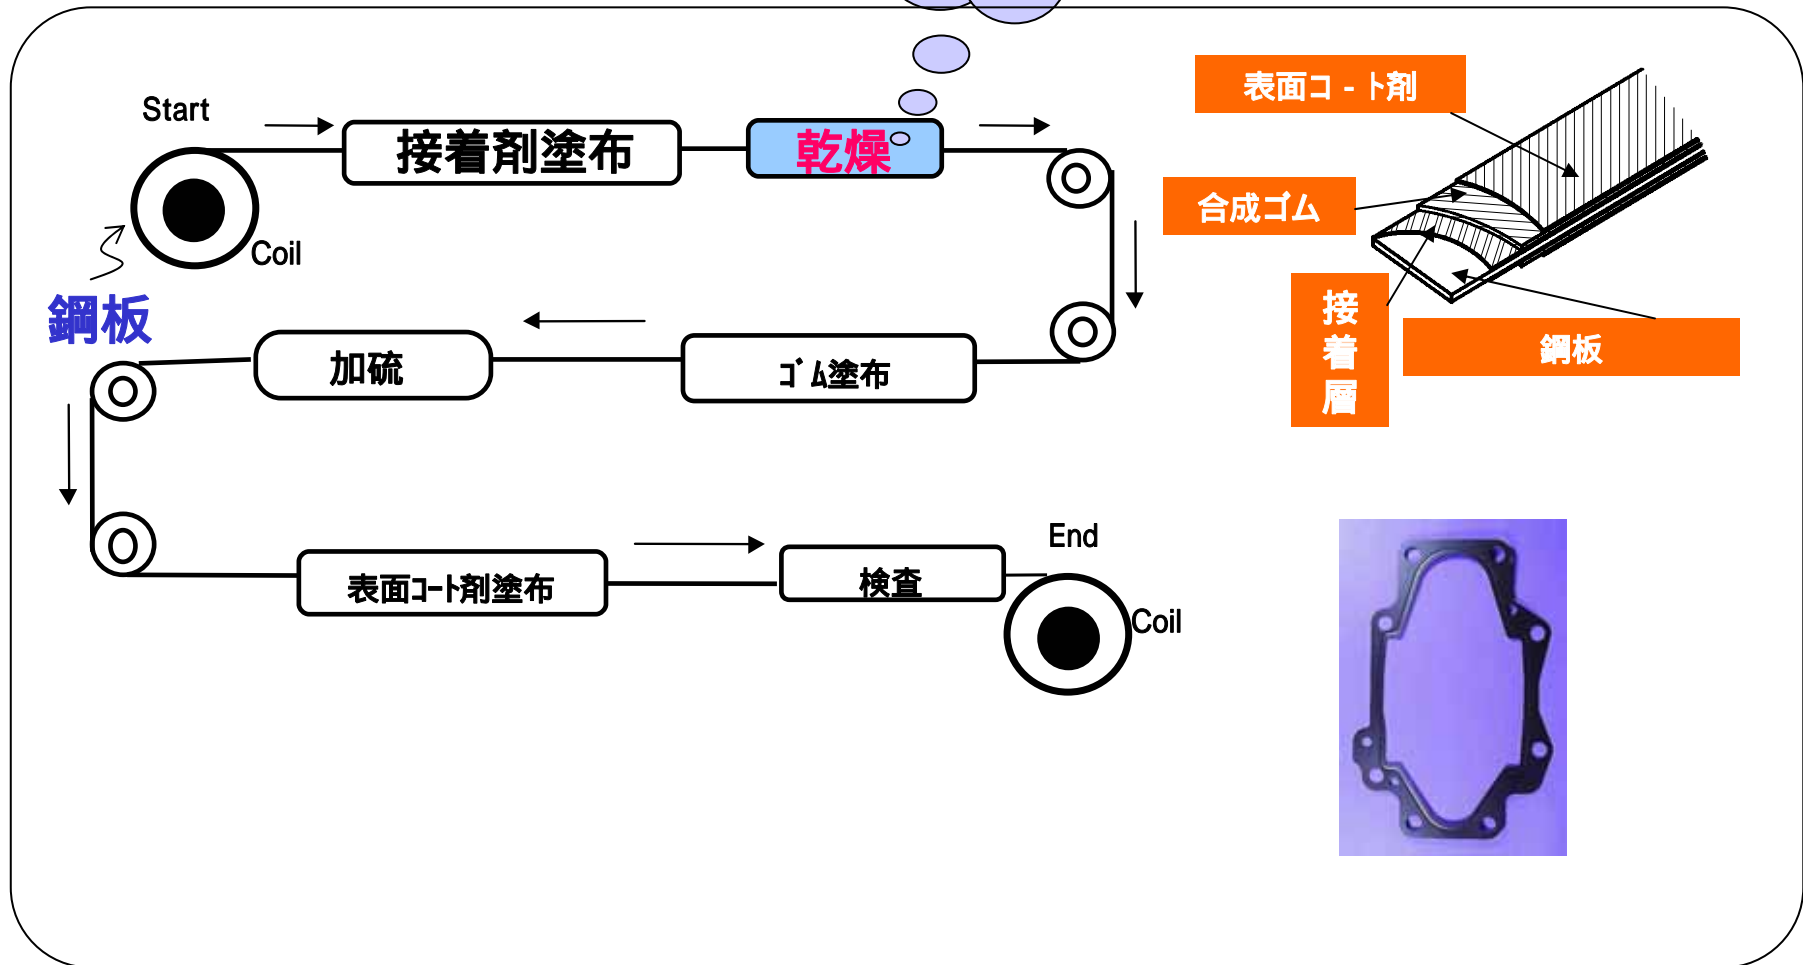 Start
接着剤塗布
乾燥
Coil
鋼板
加硫
ゴム塗布
表面コート剤塗布
検査
End
Coil
表面コ-ト剤
合成ゴム
接
着
層
鋼板